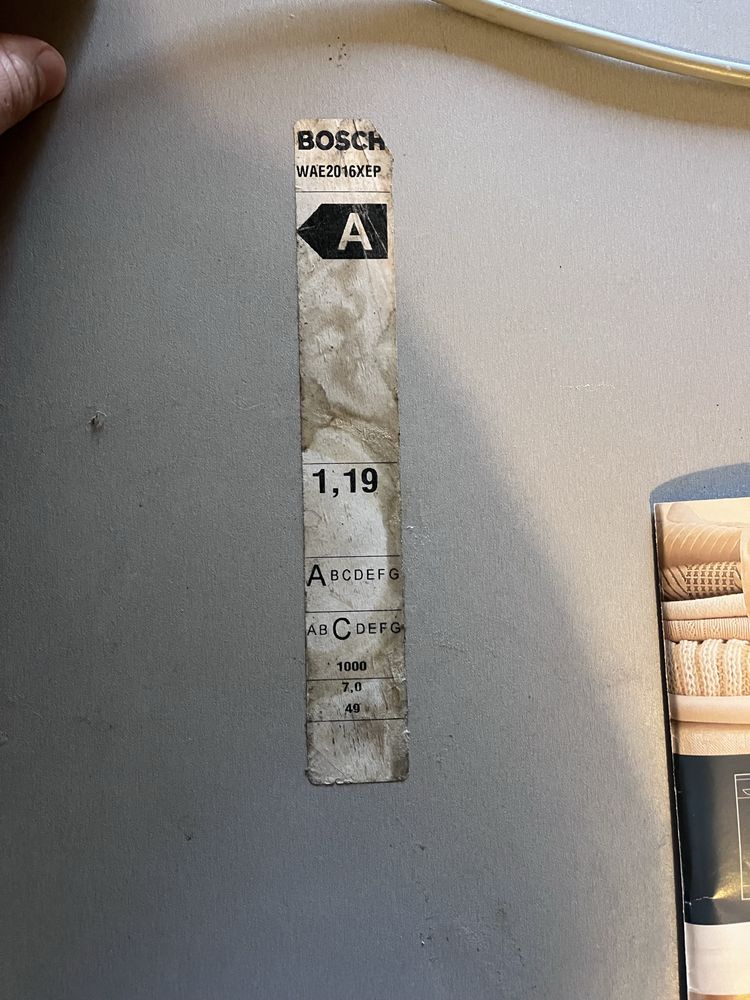 BOSCH
WAE2016XEP
A
1,19
ABCDEFG
ABCDEFG
1000
7,0
49